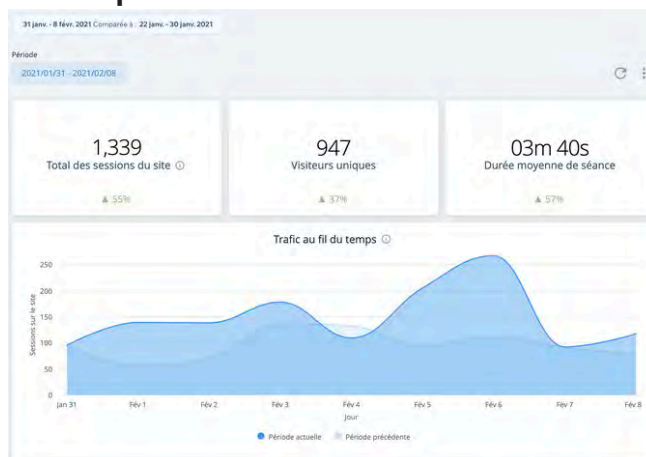 31 janv. - 8 févr. 2021 Comparée à : 22 janv. - 30 janv. 2021
Période
2021/01/31 - 2021/02/08
1,339
Total des sessions du site
▲ 55%
947
Visiteurs uniques
▲ 37%
03m 40s
Durée moyenne de séance
▲ 57%
Trafic au fil du temps
Sessions sur le site
250
200
150
100
50
0
Jan 31 Fév 1 Fév 2 Fév 3 Fév 4 Fév 5 Fév 6 Fév 7 Fév 8
Jour
Période actuelle Période précédente